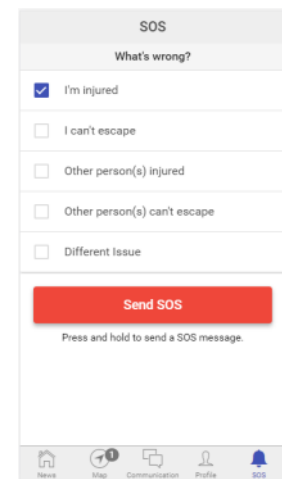 SOS
What's wrong?
I'm injured
I can't escape
Other person(s) injured
Other person(s) can't escape
Different Issue
Send SOS
Press and hold to send a SOS message.
1
News Map Communication Profile SOS